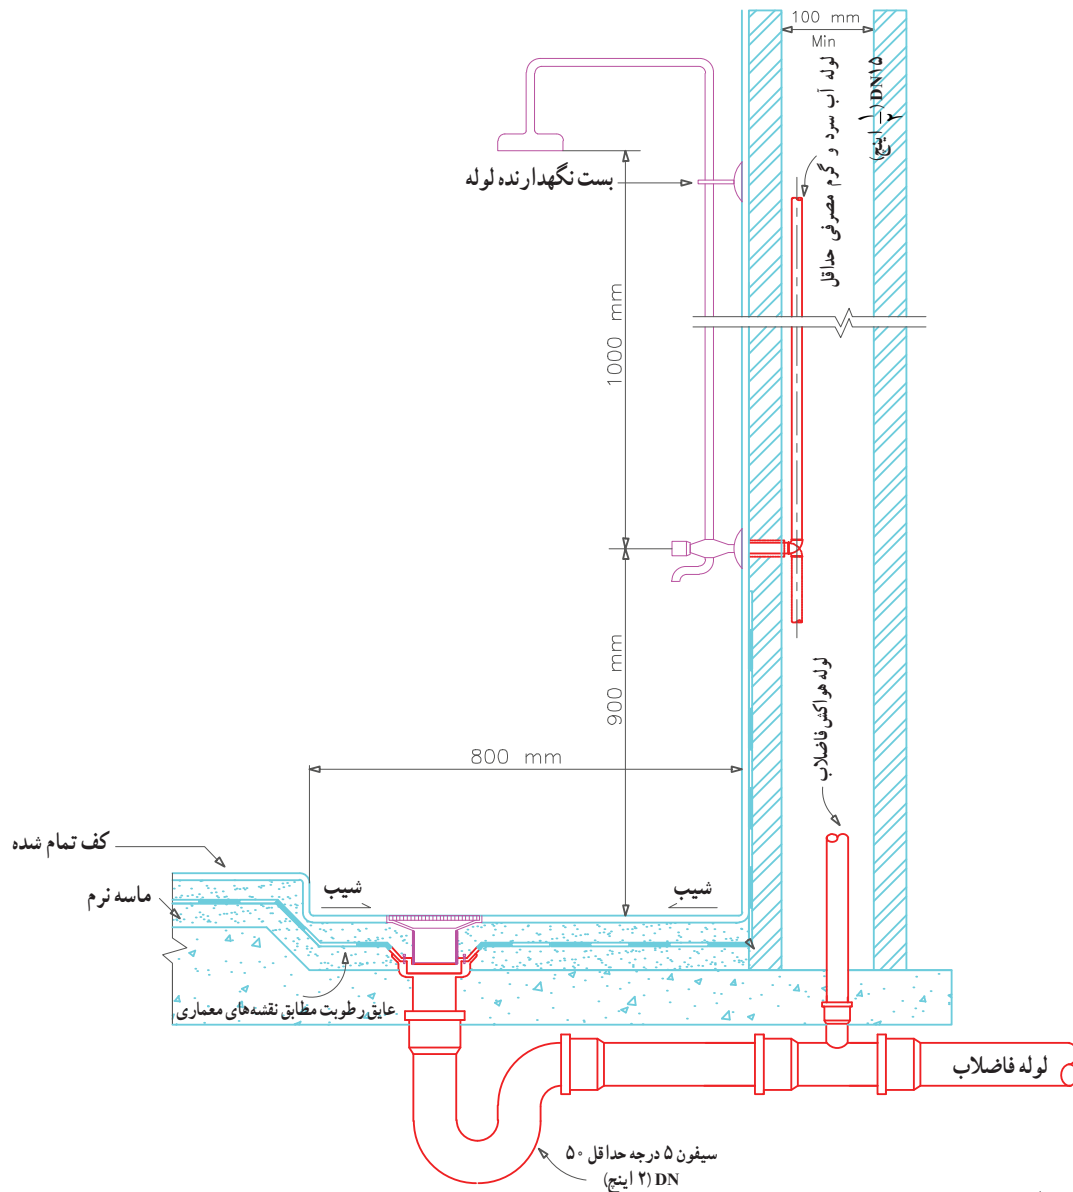 100 mm
Min
لوله آب سرد و گرم مصرفی حداقل
DN۱۵ (۱/۲ اینچ)
بست نگهدارنده لوله
1000 mm
900 mm
لوله هواکش فاضلاب
800 mm
کف تمام شده
ماسه نرم
شیب
شیب
عایق رطوبت مطابق نقشه‌های معماری
لوله فاضلاب
سیفون ۵ درجه حداقل ۵۰
DN (۲ اینچ)